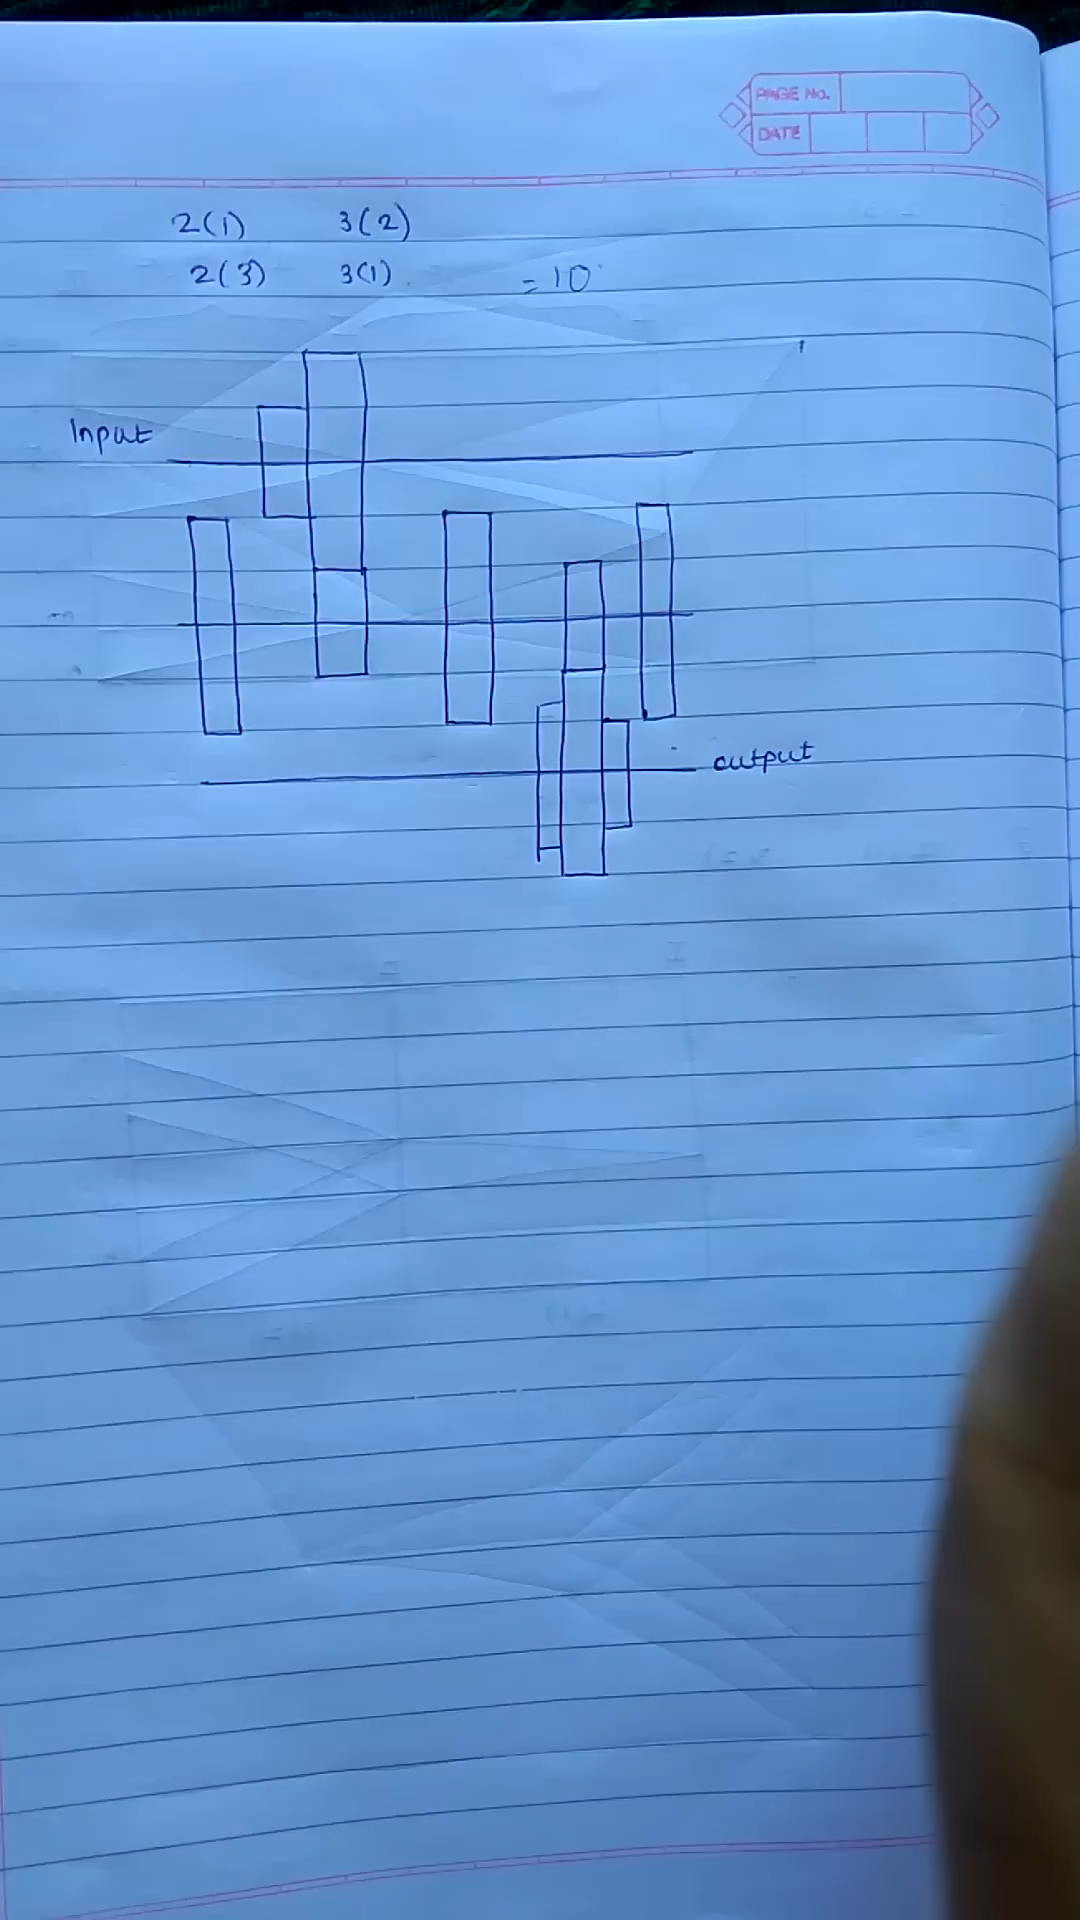 PAGE No.
DATE
2(1) 3(2)
2(3) 3(1) = 10
Input
output